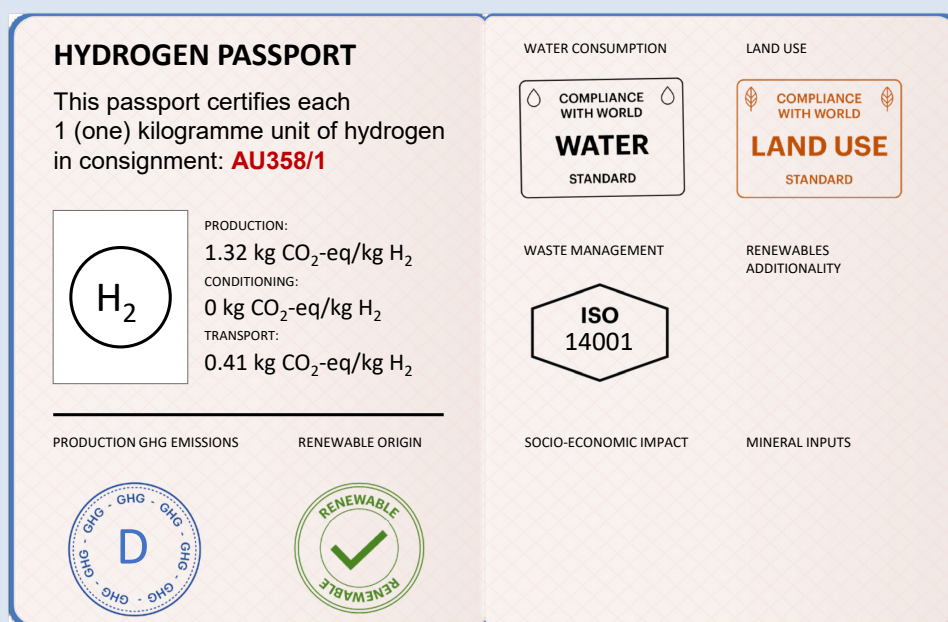 HYDROGEN PASSPORT
This passport certifies each
1 (one) kilogramme unit of hydrogen
in consignment: AU358/1
H₂
PRODUCTION:
1.32 kg CO₂-eq/kg H₂
CONDITIONING:
0 kg CO₂-eq/kg H₂
TRANSPORT:
0.41 kg CO₂-eq/kg H₂
PRODUCTION GHG EMISSIONS
GHG - GHG - GHG - GHG - GHG - GHG - GHG - GHG - GHG -
D
RENEWABLE ORIGIN
RENEWABLE
RENEWABLE
WATER CONSUMPTION
COMPLIANCE
WITH WORLD
WATER
STANDARD
LAND USE
COMPLIANCE
WITH WORLD
LAND USE
STANDARD
WASTE MANAGEMENT
ISO
14001
RENEWABLES
ADDITIONALITY
SOCIO-ECONOMIC IMPACT
MINERAL INPUTS